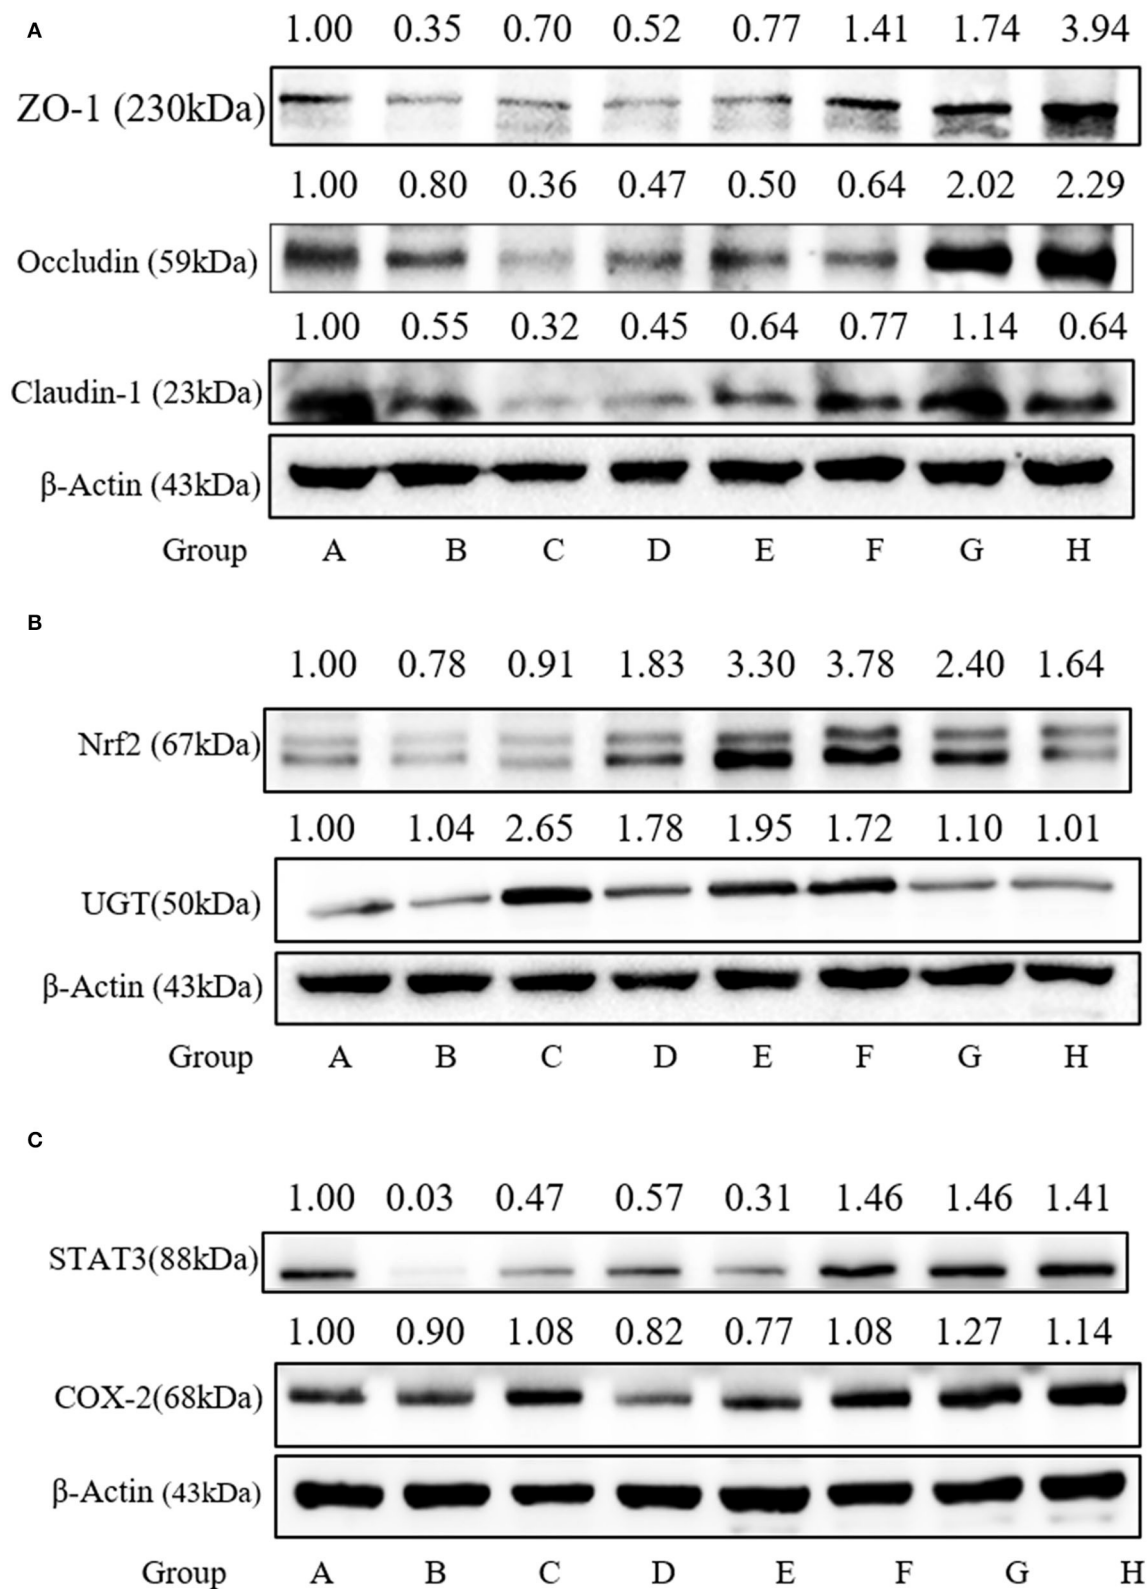 A
1.00 0.35 0.70 0.52 0.77 1.41 1.74 3.94
ZO-1 (230kDa)
1.00 0.80 0.36 0.47 0.50 0.64 2.02 2.29
Occludin (59kDa)
1.00 0.55 0.32 0.45 0.64 0.77 1.14 0.64
Claudin-1 (23kDa)
β-Actin (43kDa)
Group A B C D E F G H
B
1.00 0.78 0.91 1.83 3.30 3.78 2.40 1.64
Nrf2 (67kDa)
1.00 1.04 2.65 1.78 1.95 1.72 1.10 1.01
UGT(50kDa)
β-Actin (43kDa)
Group A B C D E F G H
C
1.00 0.03 0.47 0.57 0.31 1.46 1.46 1.41
STAT3(88kDa)
1.00 0.90 1.08 0.82 0.77 1.08 1.27 1.14
COX-2(68kDa)
β-Actin (43kDa)
Group A B C D E F G H